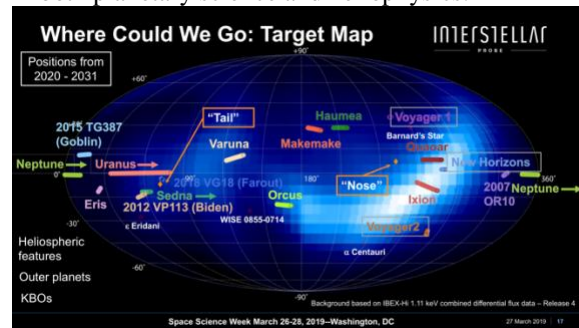 Where Could We Go: Target Map
INTERSTELLAR
PROBE
Positions from
2020 - 2031
+90°
+60°
2015 TG387
(Goblin)
"Tail"
Haumea
Voyager 1
Varuna
Makemake
Barnard's Star
Quaoar
Neptune
Uranus
New Horizons
0°
180°
"Nose"
360°
2018 VG18 (Farout)
Eris
Sedna
Orcus
Ixion
2007
OR10
Neptune
2012 VP113 (Biden)
-30°
ε Eridani
WISE 0855-0714
Voyager2
Heliospheric
features
α Centauri
-60°
Outer planets
KBOs
-90°
Background based on IBEX-Hi 1.11 keV combined differential flux data – Release 4
Space Science Week March 26-28, 2019--Washington, DC
27 March 2019
17